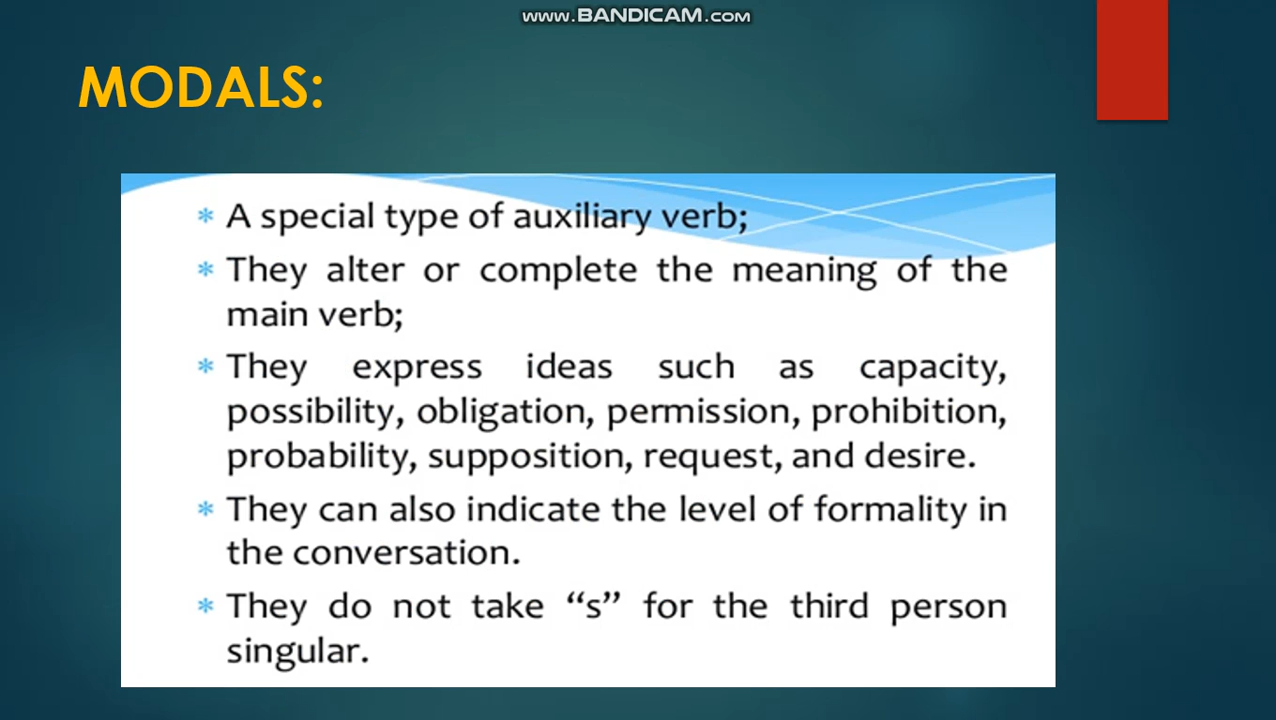 www.BANDICAM.com
MODALS:
* A special type of auxiliary verb;
* They alter or complete the meaning of the
main verb;
* They express ideas such as capacity,
possibility, obligation, permission, prohibition,
probability, supposition, request, and desire.
* They can also indicate the level of formality in
the conversation.
* They do not take “s” for the third person
singular.